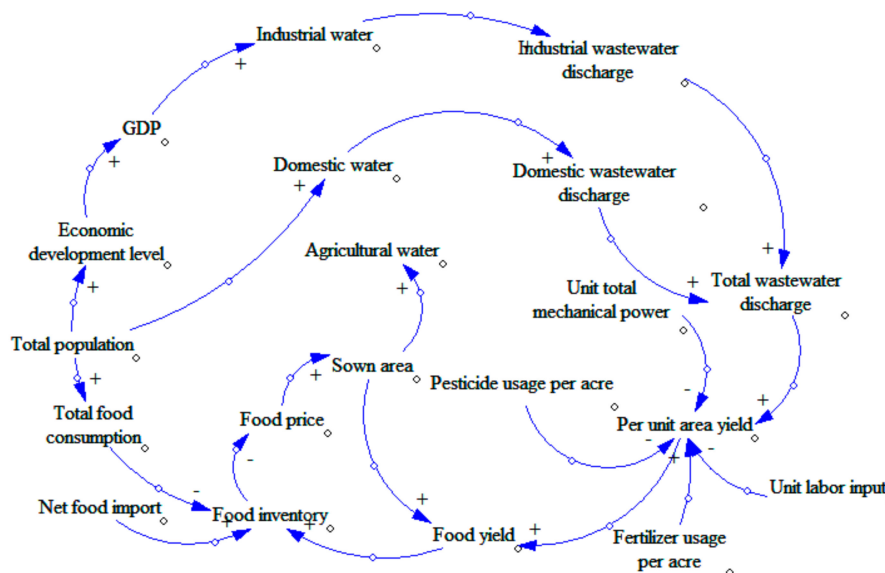 Industrial water
Industrial wastewater
discharge
+
+
GDP
+
Domestic water
+
+
Domestic wastewater
discharge
Economic
development level
+
Agricultural water
+
+
Total wastewater
discharge
+
Unit total
mechanical power
+
Total population
+
Sown area
+
Pesticide usage per acre
-
+
Total food
consumption
Food price
-
Per unit area yield
-
-
+
-
Net food import
Food inventory
+
+
+
Food yield
+
Unit labor input
Fertilizer usage
per acre